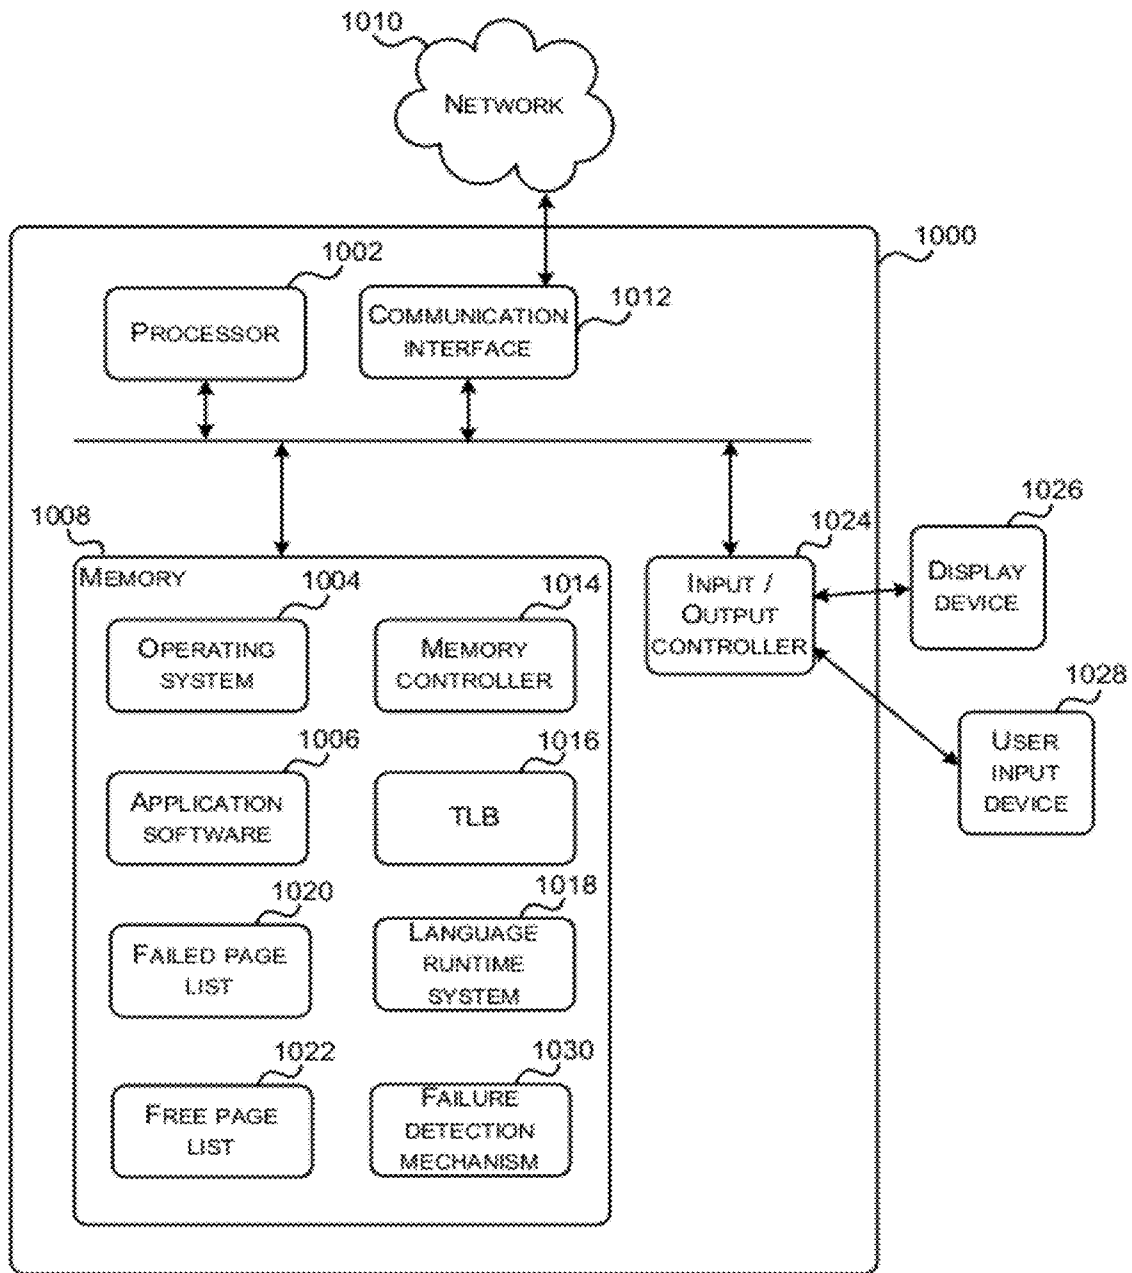 1010
NETWORK
1000
1002
PROCESSOR
1012
COMMUNICATION
INTERFACE
1008
MEMORY
1004
OPERATING
SYSTEM
1014
MEMORY
CONTROLLER
1024
INPUT /
OUTPUT
CONTROLLER
1026
DISPLAY
DEVICE
1028
USER
INPUT
DEVICE
1006
APPLICATION
SOFTWARE
1016
TLB
1020
FAILED PAGE
LIST
1018
LANGUAGE
RUNTIME
SYSTEM
1022
FREE PAGE
LIST
1030
FAILURE
DETECTION
MECHANISM